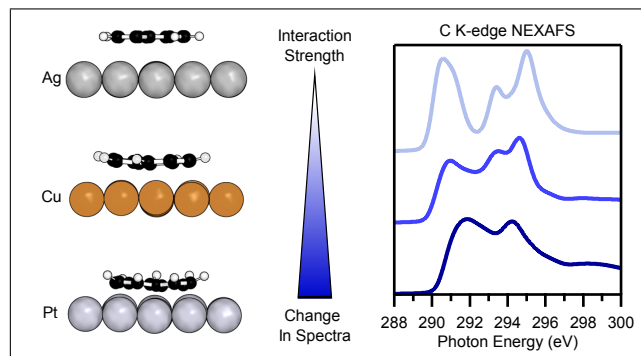 Ag
Cu
Pt
Interaction
Strength
Change
In Spectra
C K-edge NEXAFS
288 290 292 294 296 298 300
Photon Energy (eV)